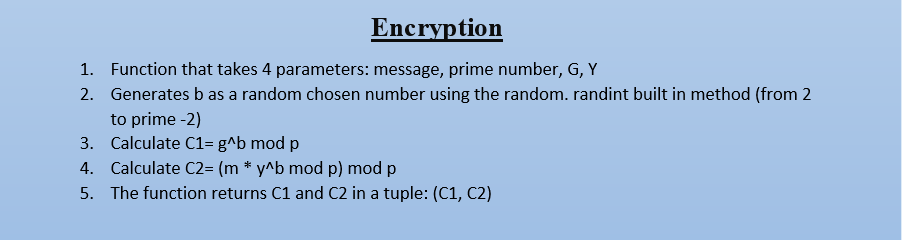 Encryption
1. Function that takes 4 parameters: message, prime number, G, Y
2. Generates b as a random chosen number using the random. randint built in method (from 2
to prime -2)
3. Calculate C1= g^b mod p
4. Calculate C2= (m * y^b mod p) mod p
5. The function returns C1 and C2 in a tuple: (C1, C2)